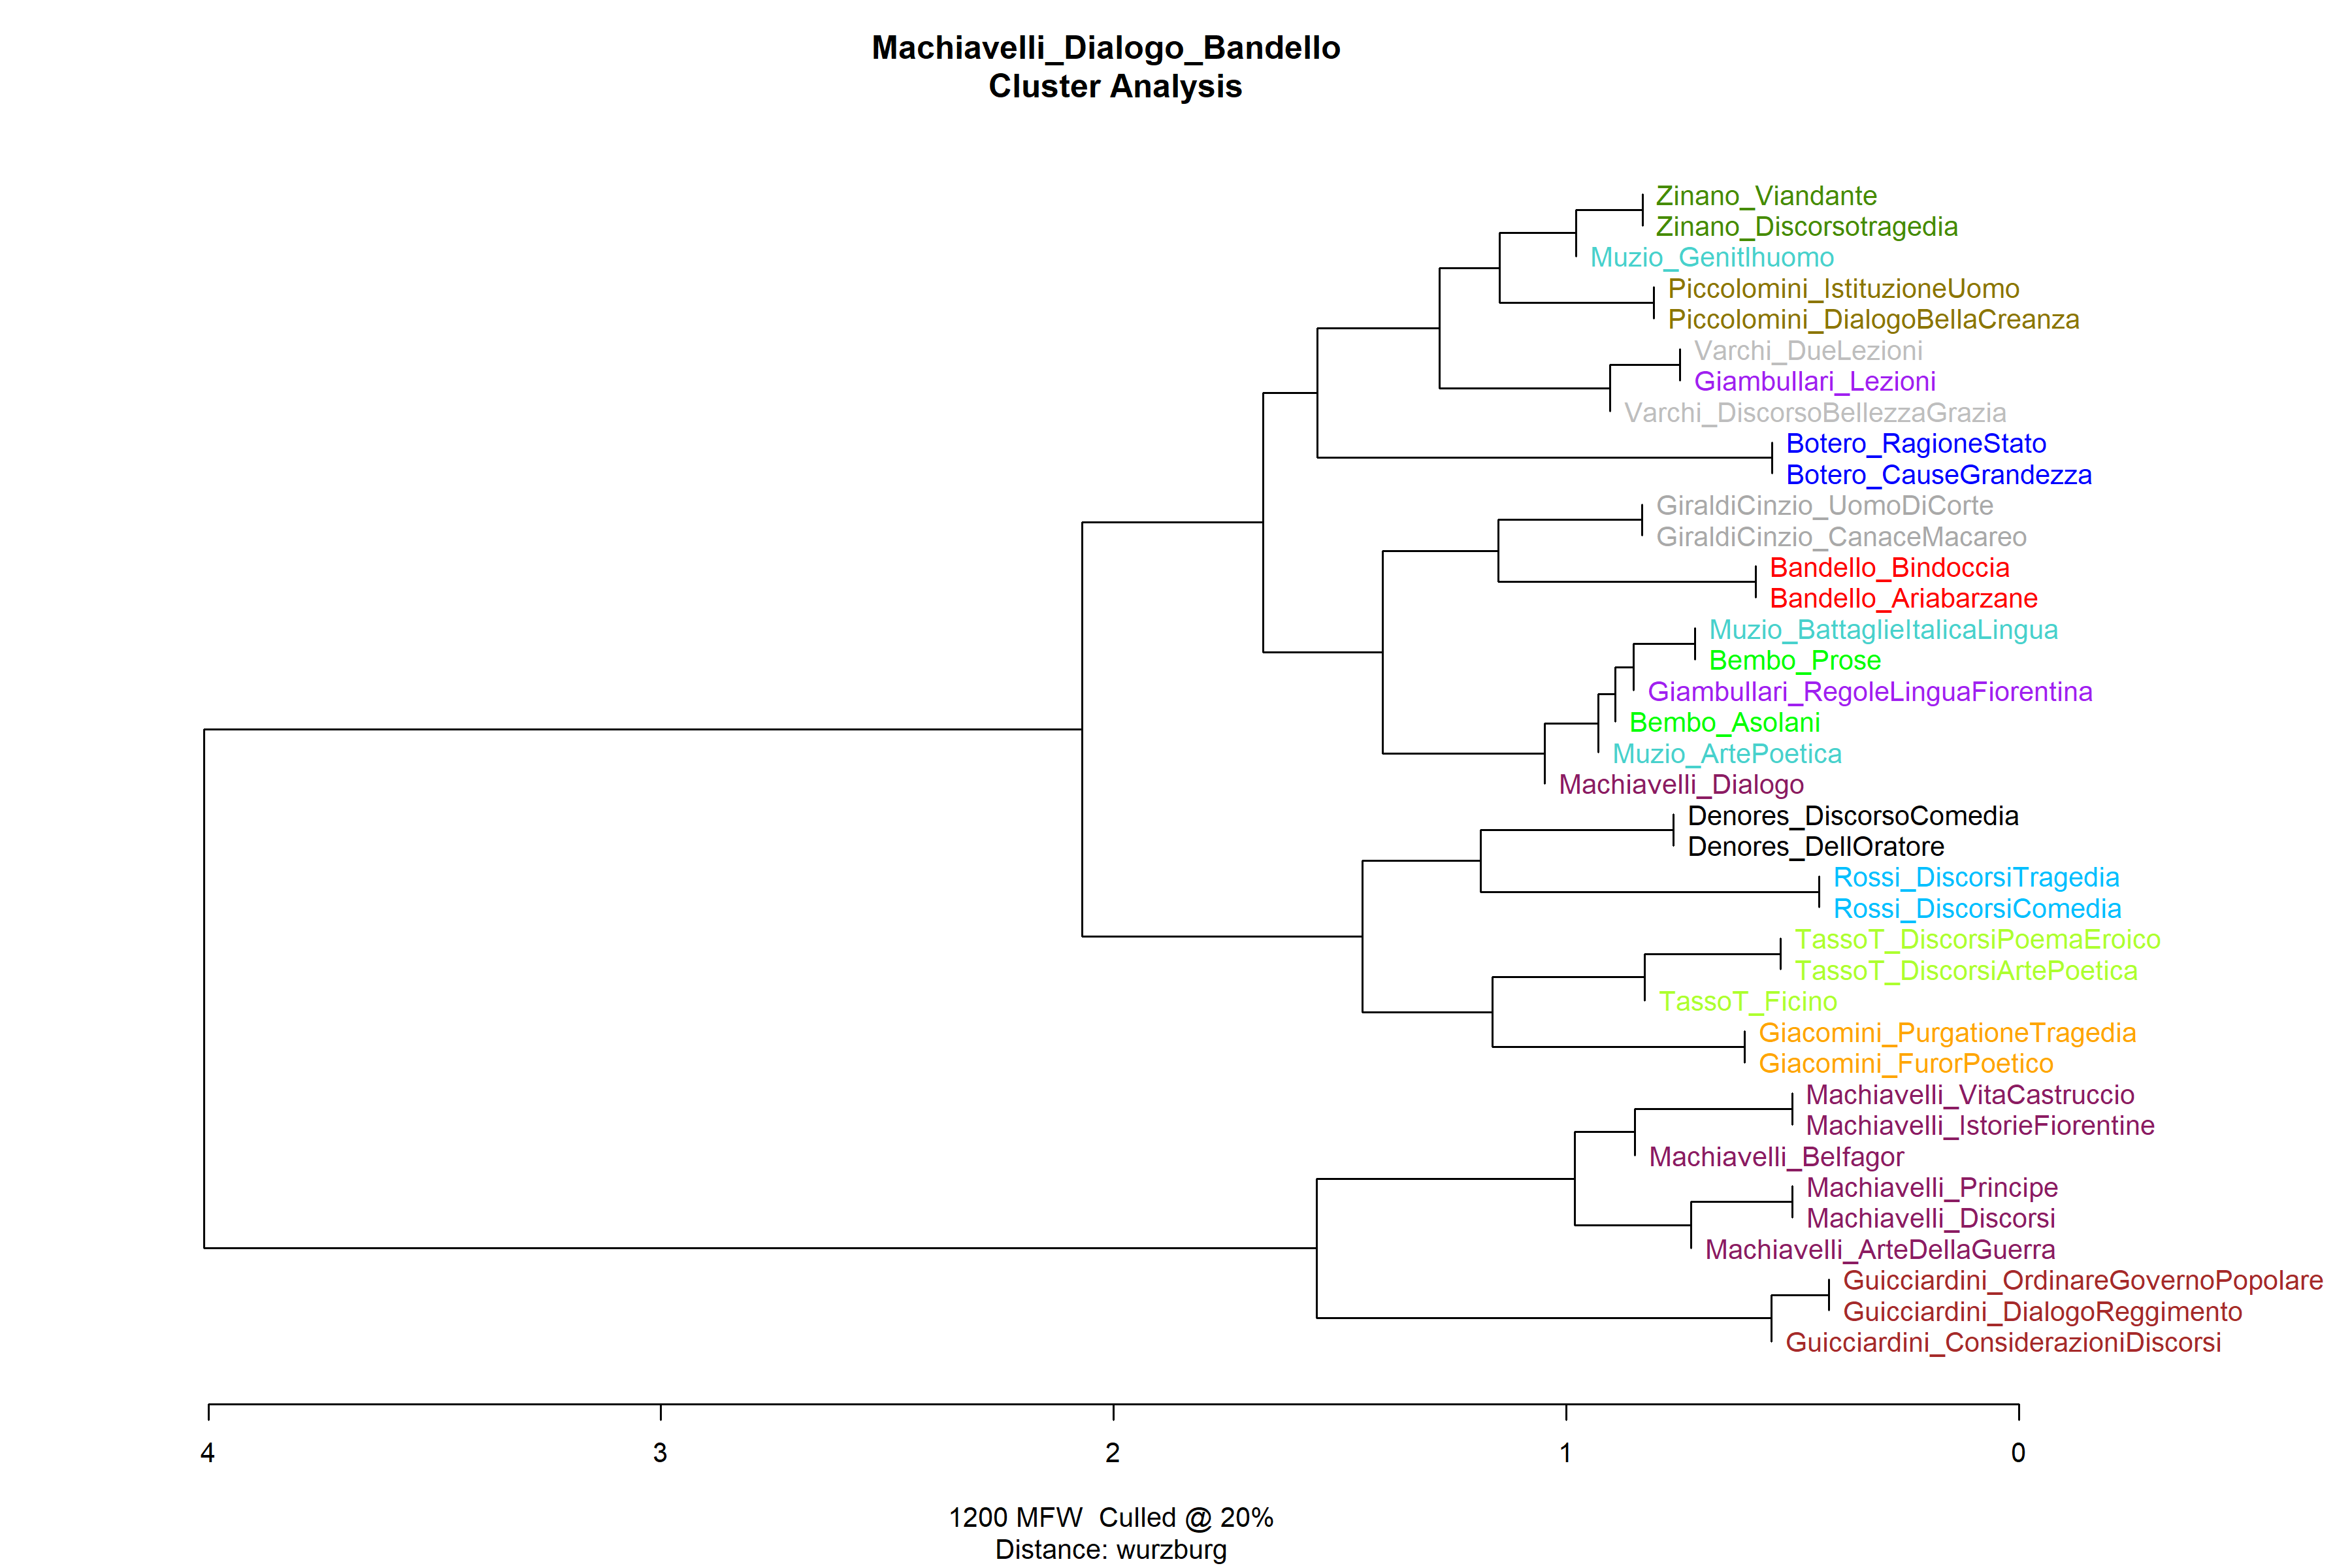 Machiavelli_Dialogo_Bandello
Cluster Analysis
Zinano_Viandante
Zinano_Discorsotragedia
Muzio_Genitlhuomo
Piccolomini_IstituzioneUomo
Piccolomini_DialogoBellaCreanza
Varchi_DueLezioni
Giambullari_Lezioni
Varchi_DiscorsoBellezzaGrazia
Botero_RagioneStato
Botero_CauseGrandezza
GiraldiCinzio_UomoDiCorte
GiraldiCinzio_CanaceMacareo
Bandello_Bindoccia
Bandello_Ariabarzane
Muzio_BattaglieItalicaLingua
Bembo_Prose
Giambullari_RegoleLinguaFiorentina
Bembo_Asolani
Muzio_ArtePoetica
Machiavelli_Dialogo
Denores_DiscorsoComedia
Denores_DellOratore
Rossi_DiscorsiTragedia
Rossi_DiscorsiComedia
TassoT_DiscorsiPoemaEroico
TassoT_DiscorsiArtePoetica
TassoT_Ficino
Giacomini_PurgationeTragedia
Giacomini_FurorPoetico
Machiavelli_VitaCastruccio
Machiavelli_IstorieFiorentine
Machiavelli_Belfagor
Machiavelli_Principe
Machiavelli_Discorsi
Machiavelli_ArteDellaGuerra
Guicciardini_OrdinareGovernoPopolare
Guicciardini_DialogoReggimento
Guicciardini_ConsiderazioniDiscorsi
4 3 2 1 0
1200 MFW  Culled @ 20%
Distance: wurzburg